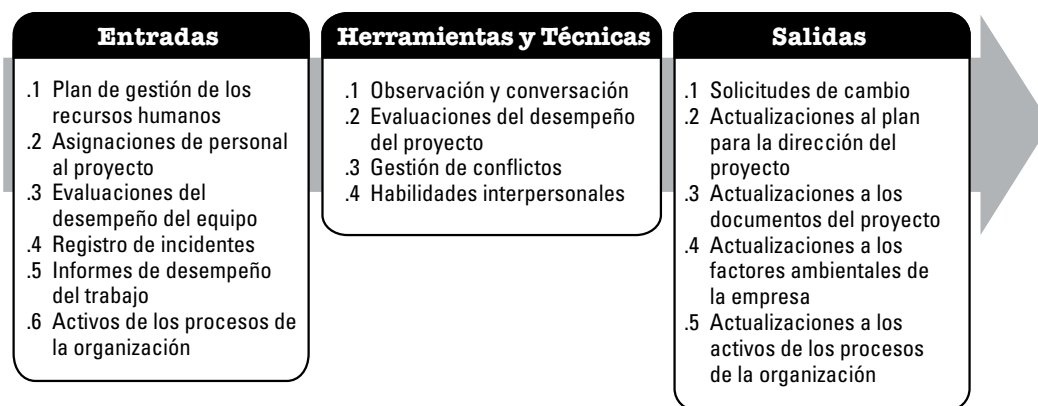 Entradas
.1 Plan de gestión de los
recursos humanos
.2 Asignaciones de personal
al proyecto
.3 Evaluaciones del
desempeño del equipo
.4 Registro de incidentes
.5 Informes de desempeño
del trabajo
.6 Activos de los procesos de
la organización
Herramientas y Técnicas
.1 Observación y conversación
.2 Evaluaciones del desempeño
del proyecto
.3 Gestión de conflictos
.4 Habilidades interpersonales
Salidas
.1 Solicitudes de cambio
.2 Actualizaciones al plan
para la dirección del
proyecto
.3 Actualizaciones a los
documentos del proyecto
.4 Actualizaciones a los
factores ambientales de
la empresa
.5 Actualizaciones a los
activos de los procesos
de la organización